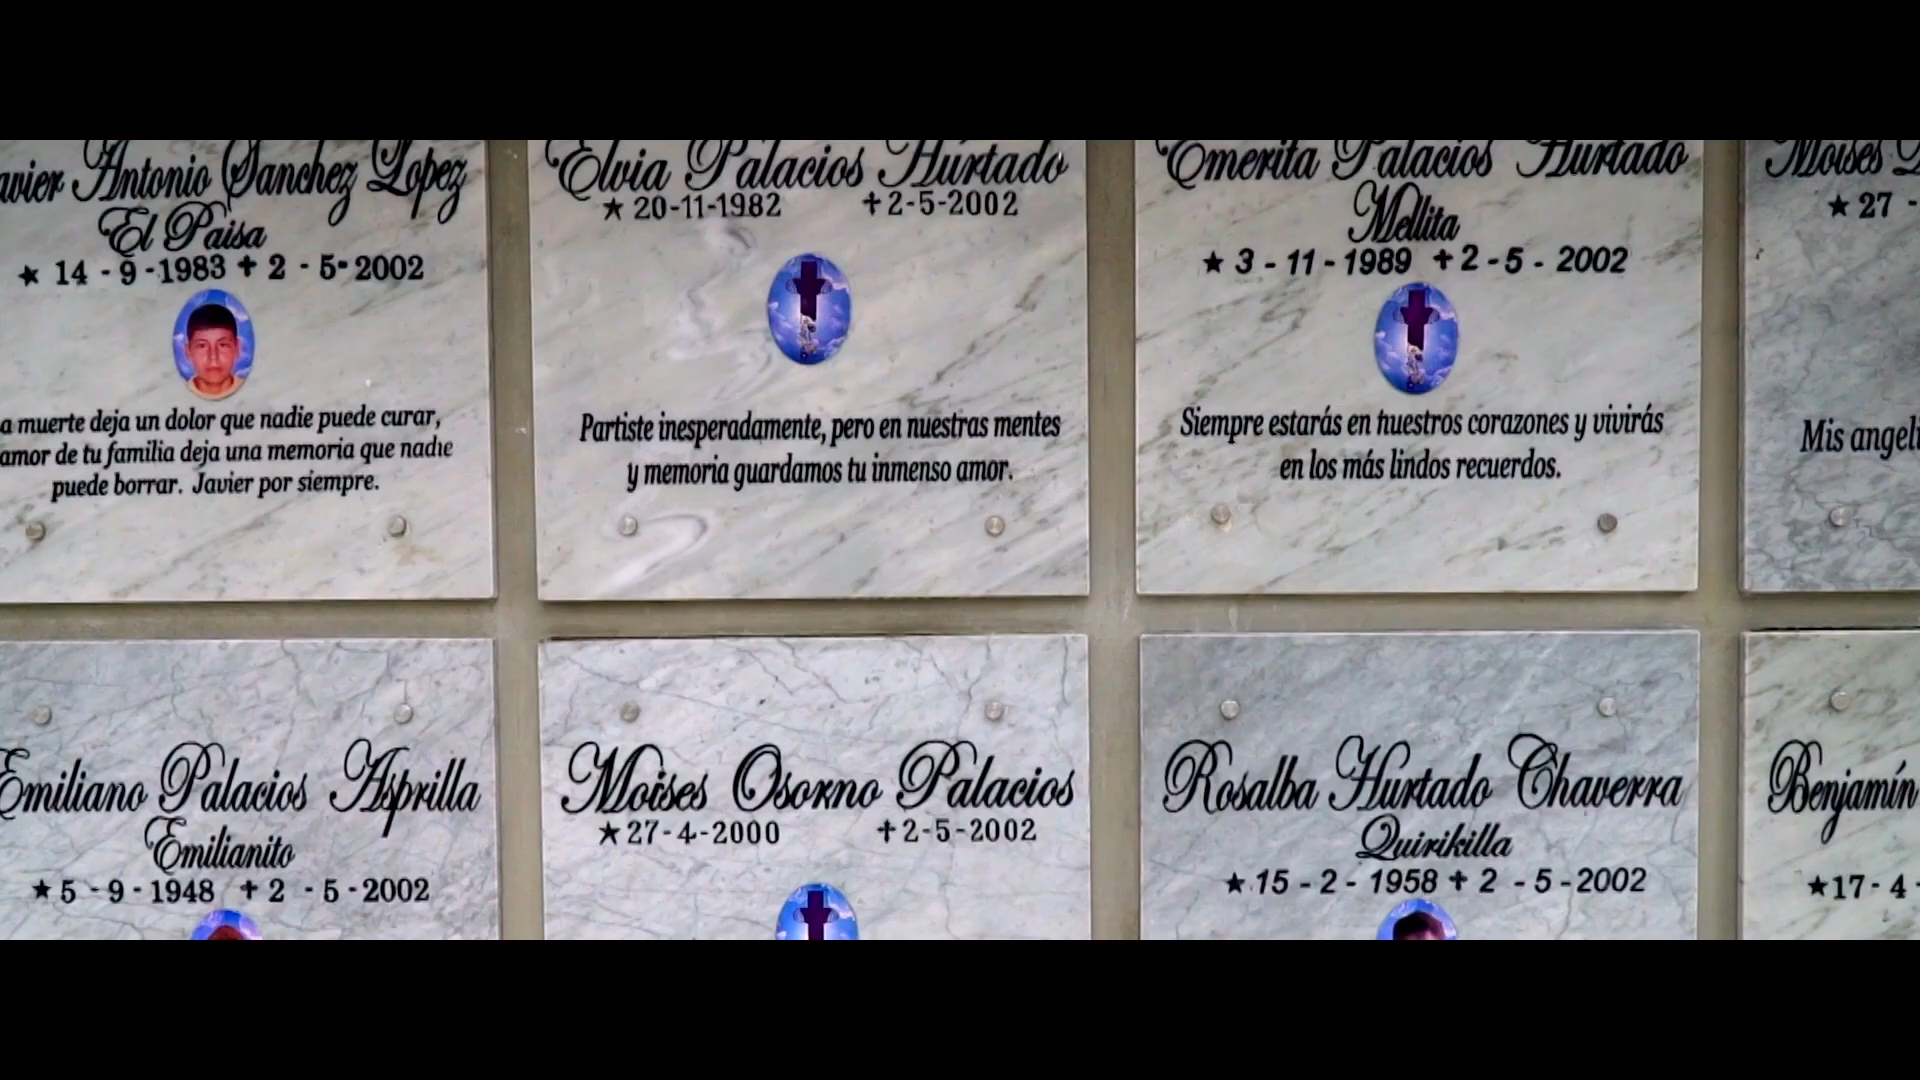 avier Antonio Sanchez Lopez
El Paisa
★ 14 - 9 - 1983 ✝ 2 - 5- 2002
a muerte deja un dolor que nadie puede curar,
amor de tu familia deja una memoria que nadie
puede borrar. Javier por siempre.
Elvia Palacios Hurtado
★ 20-11-1982 ✝ 2-5-2002
Partiste inesperadamente, pero en nuestras mentes
y memoria guardamos tu inmenso amor.
Emerita Palacios Hurtado
Mellita
★ 3 - 11 - 1989 ✝ 2 - 5 - 2002
Siempre estarás en nuestros corazones y vivirás
en los más lindos recuerdos.
Moises
★ 27 -
Mis angeli
Emiliano Palacios Asprilla
Emilianito
★ 5 - 9 - 1948 ✝ 2 - 5 - 2002
Moises Osorno Palacios
★ 27-4-2000 ✝ 2-5-2002
Rosalba Hurtado Chaverra
Quirikilla
★ 15 - 2 - 1958 ✝ 2 - 5 - 2002
Benjamín
★ 17- 4 -